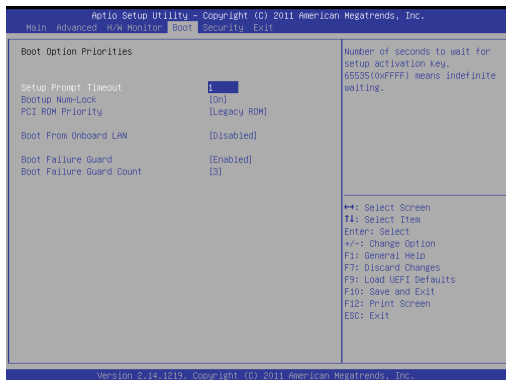 Aptio Setup Utility – Copyright (C) 2011 American Megatrends, Inc.
Main Advanced H/W Monitor Boot Security Exit
Boot Option Priorities
Setup Prompt Timeout 1
Bootup Num-Lock [On]
PCI ROM Priority [Legacy ROM]
Boot From Onboard LAN [Disabled]
Boot Failure Guard [Enabled]
Boot Failure Guard Count [3]
Number of seconds to wait for
setup activation key.
65535(0xFFFF) means indefinite
waiting.
↔: Select Screen
↑↓: Select Item
Enter: Select
+/-: Change Option
F1: General Help
F7: Discard Changes
F9: Load UEFI Defaults
F10: Save and Exit
F12: Print Screen
ESC: Exit
Version 2.14.1219. Copyright (C) 2011 American Megatrends, Inc.